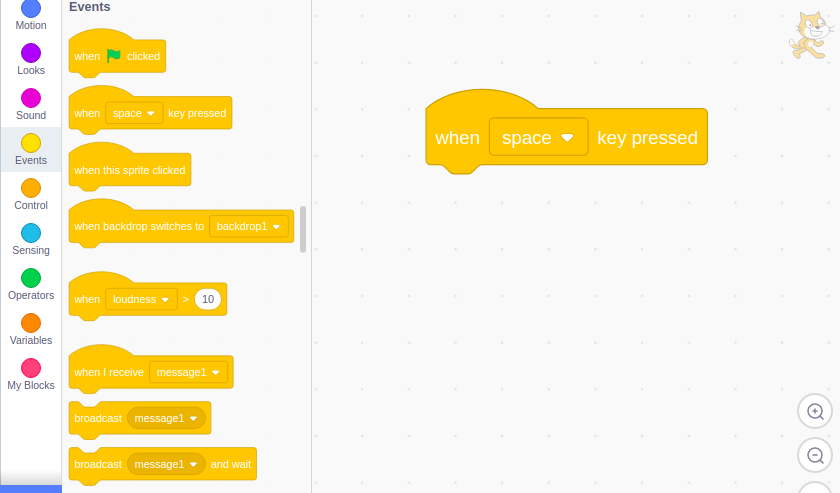 Motion
Looks
Sound
Events
Control
Sensing
Operators
Variables
My Blocks
Events
when clicked
when space key pressed
when this sprite clicked
when backdrop switches to backdrop1
when loudness > 10
when I receive message1
broadcast message1
broadcast message1 and wait
when space key pressed